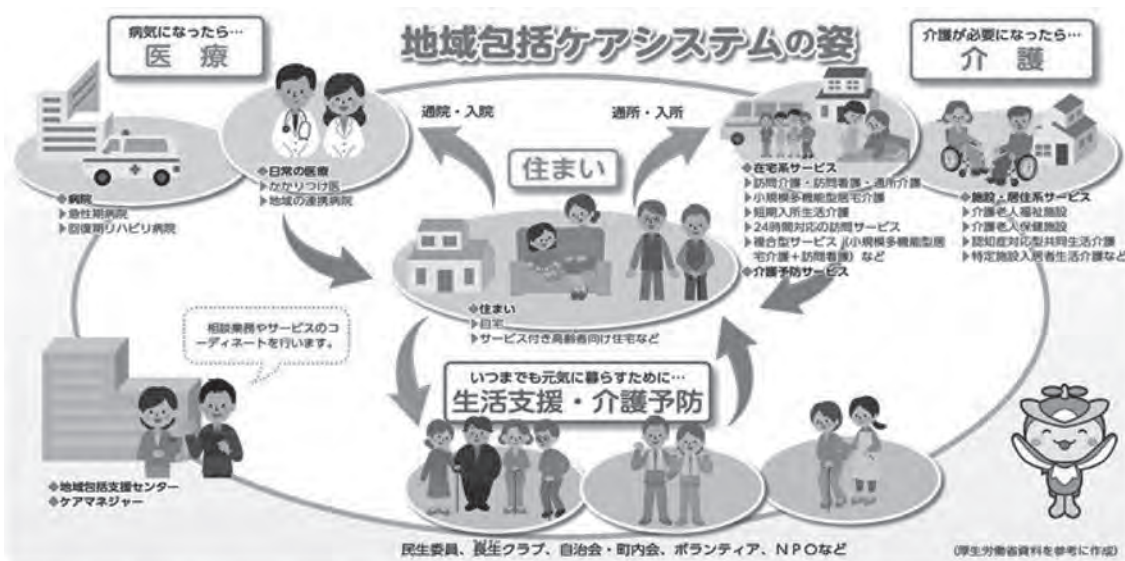 地域包括ケアシステムの姿
病気になったら…
医療
介護が必要になったら…
介護
通院・入院
通所・入所
住まい
❖病院
▶急性期病院
▶回復期リハビリ病院
❖日常の医療
▶かかりつけ医
▶地域の連携病院
❖在宅系サービス
▶訪問介護・訪問看護・通所介護
▶小規模多機能型居宅介護
▶短期入所生活介護
▶24時間対応の訪問サービス
▶複合型サービス (小規模多機能型居
宅介護+訪問看護) など
❖介護予防サービス
❖施設・居住系サービス
▶介護老人福祉施設
▶介護老人保健施設
▶認知症対応型共同生活介護
▶特定施設入居者生活介護など
❖住まい
▶自宅
▶サービス付き高齢者向け住宅など
相談業務やサービスのコ
ーディネートを行います。
❖地域包括支援センター
❖ケアマネジャー
いつまでも元気に暮らすために…
生活支援・介護予防
民生委員、長生クラブ、自治会・町内会、ボランティア、NPOなど
(厚生労働省資料を参考に作成)